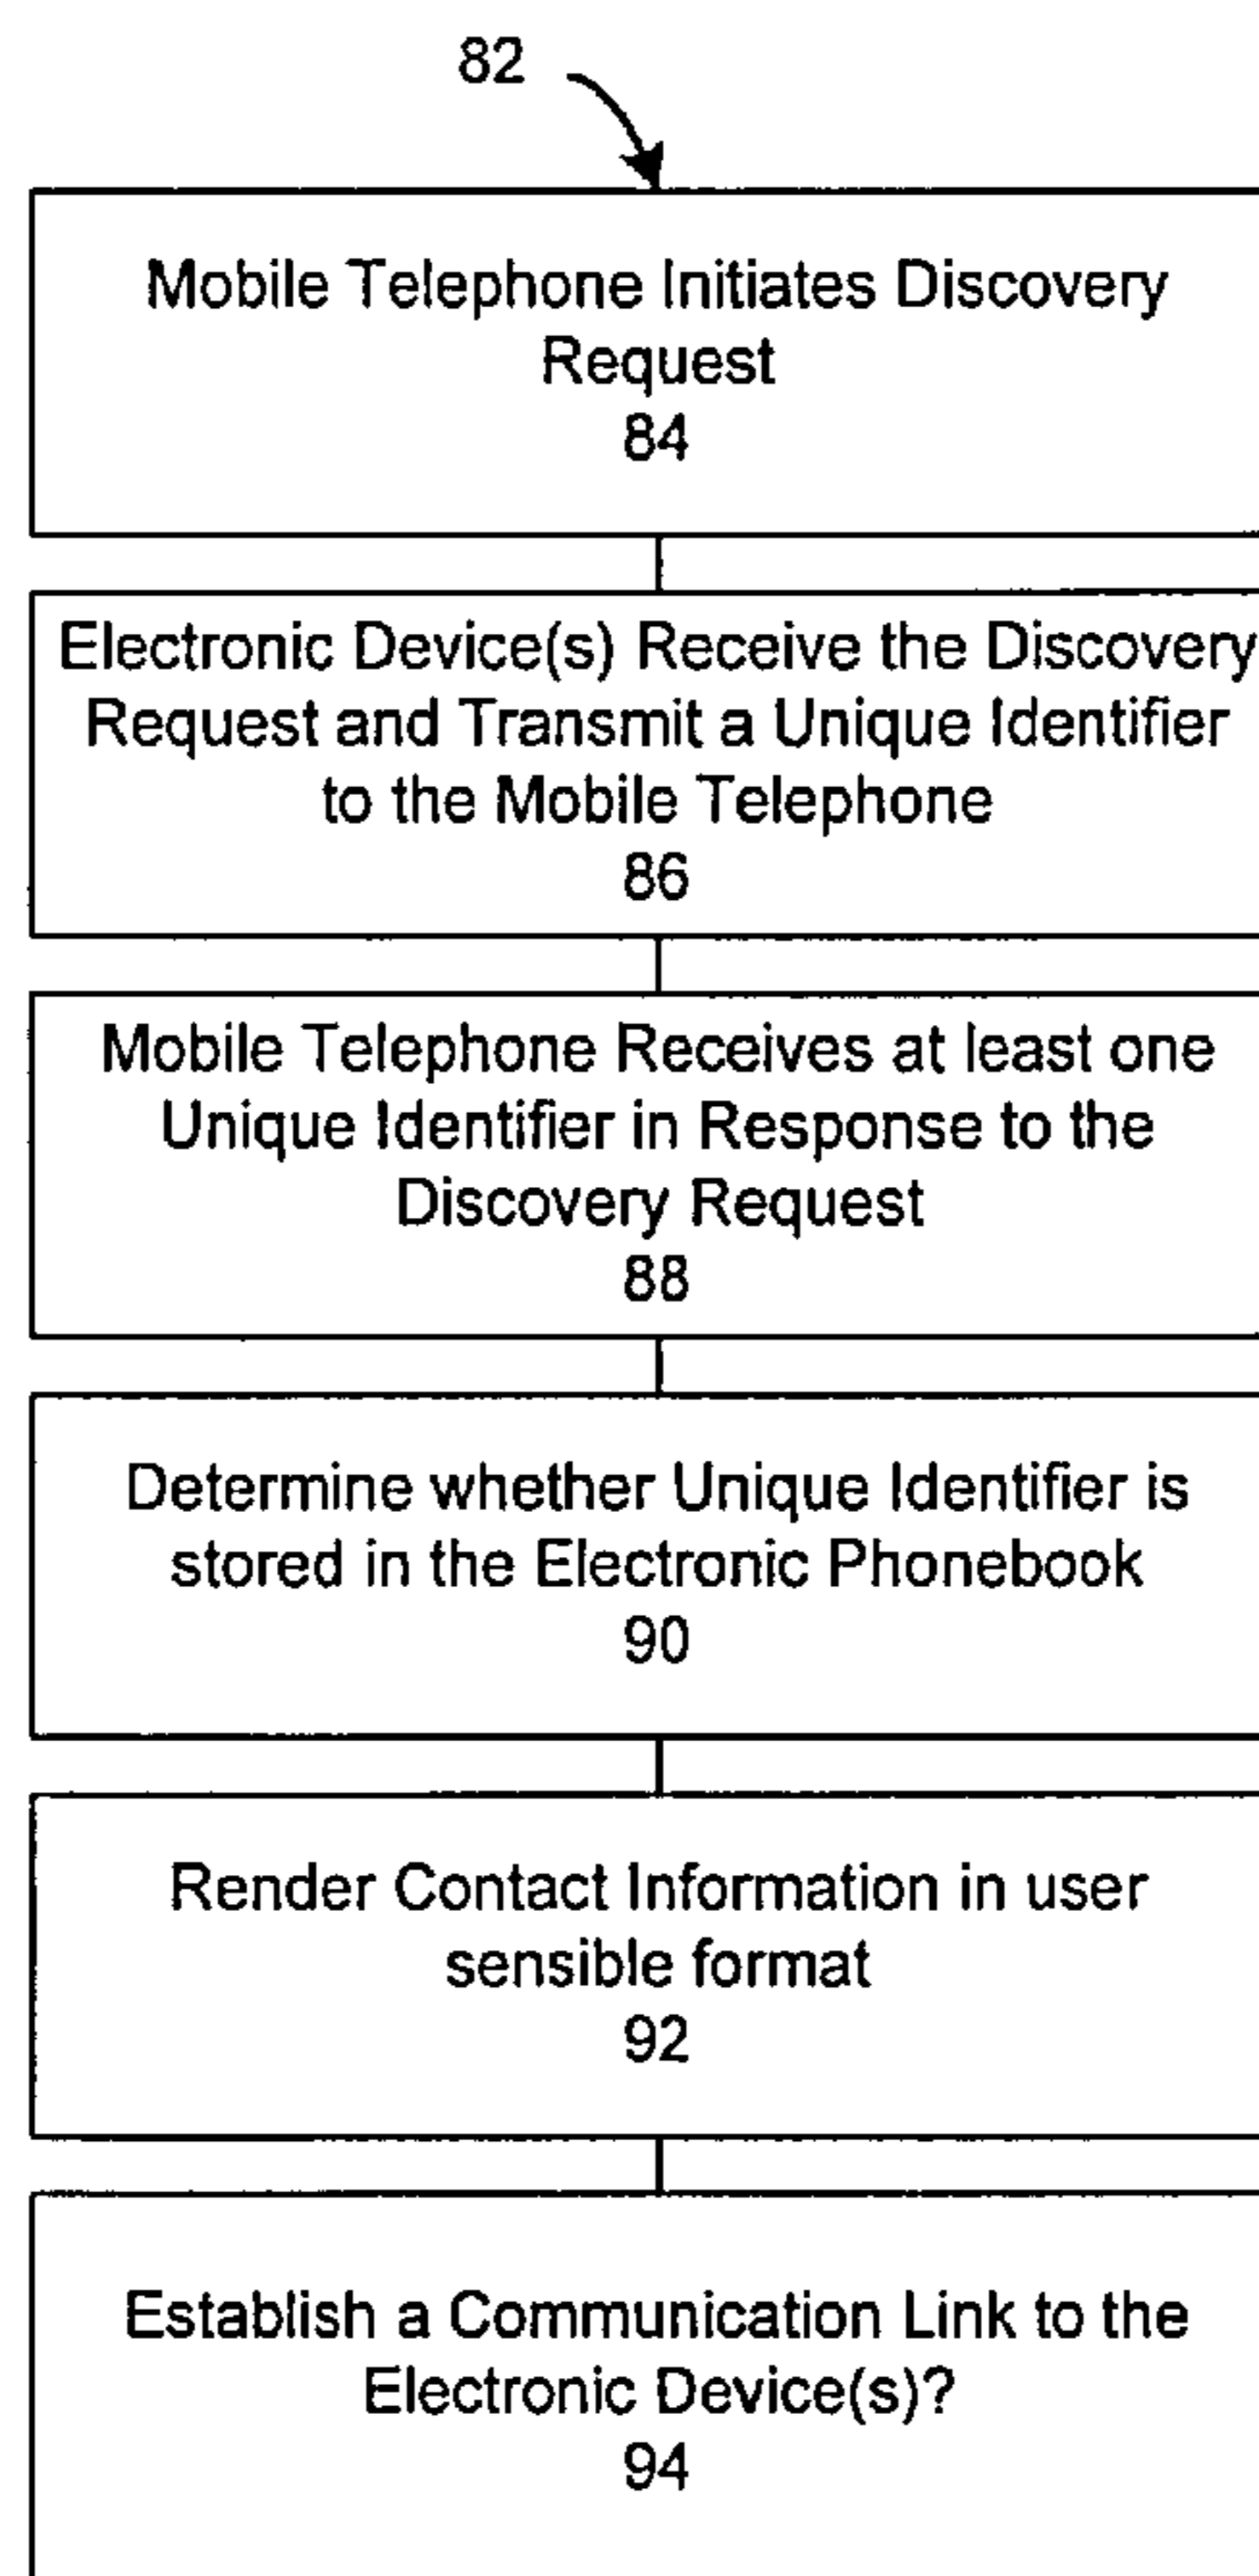 82
Mobile Telephone Initiates Discovery
Request
84
Electronic Device(s) Receive the Discovery
Request and Transmit a Unique Identifier
to the Mobile Telephone
86
Mobile Telephone Receives at least one
Unique Identifier in Response to the
Discovery Request
88
Determine whether Unique Identifier is
stored in the Electronic Phonebook
90
Render Contact Information in user
sensible format
92
Establish a Communication Link to the
Electronic Device(s)?
94